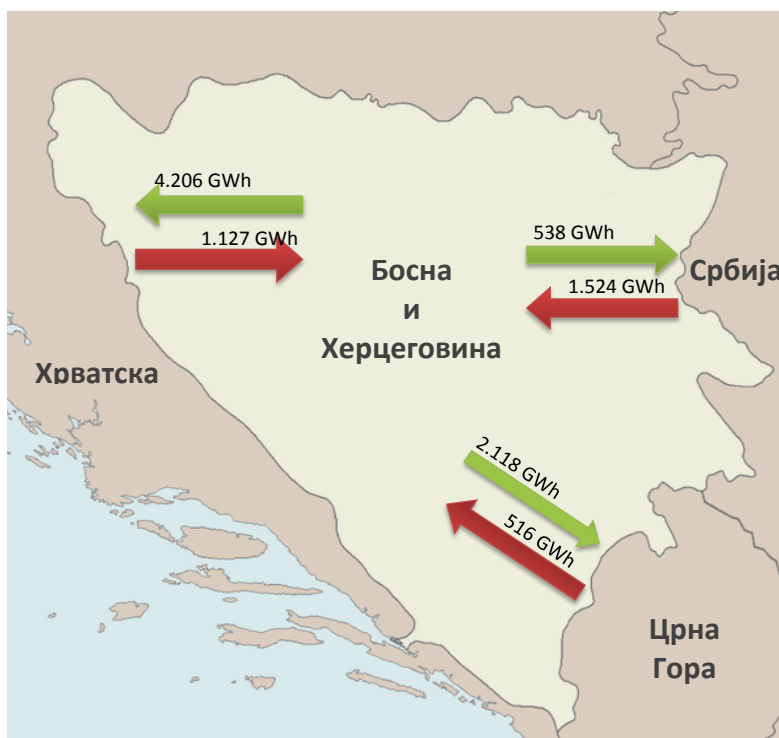 4.206 GWh
1.127 GWh
538 GWh
1.524 GWh
Босна
и
Херцеговина
Србија
Хрватска
2.118 GWh
516 GWh
Црна
Гора